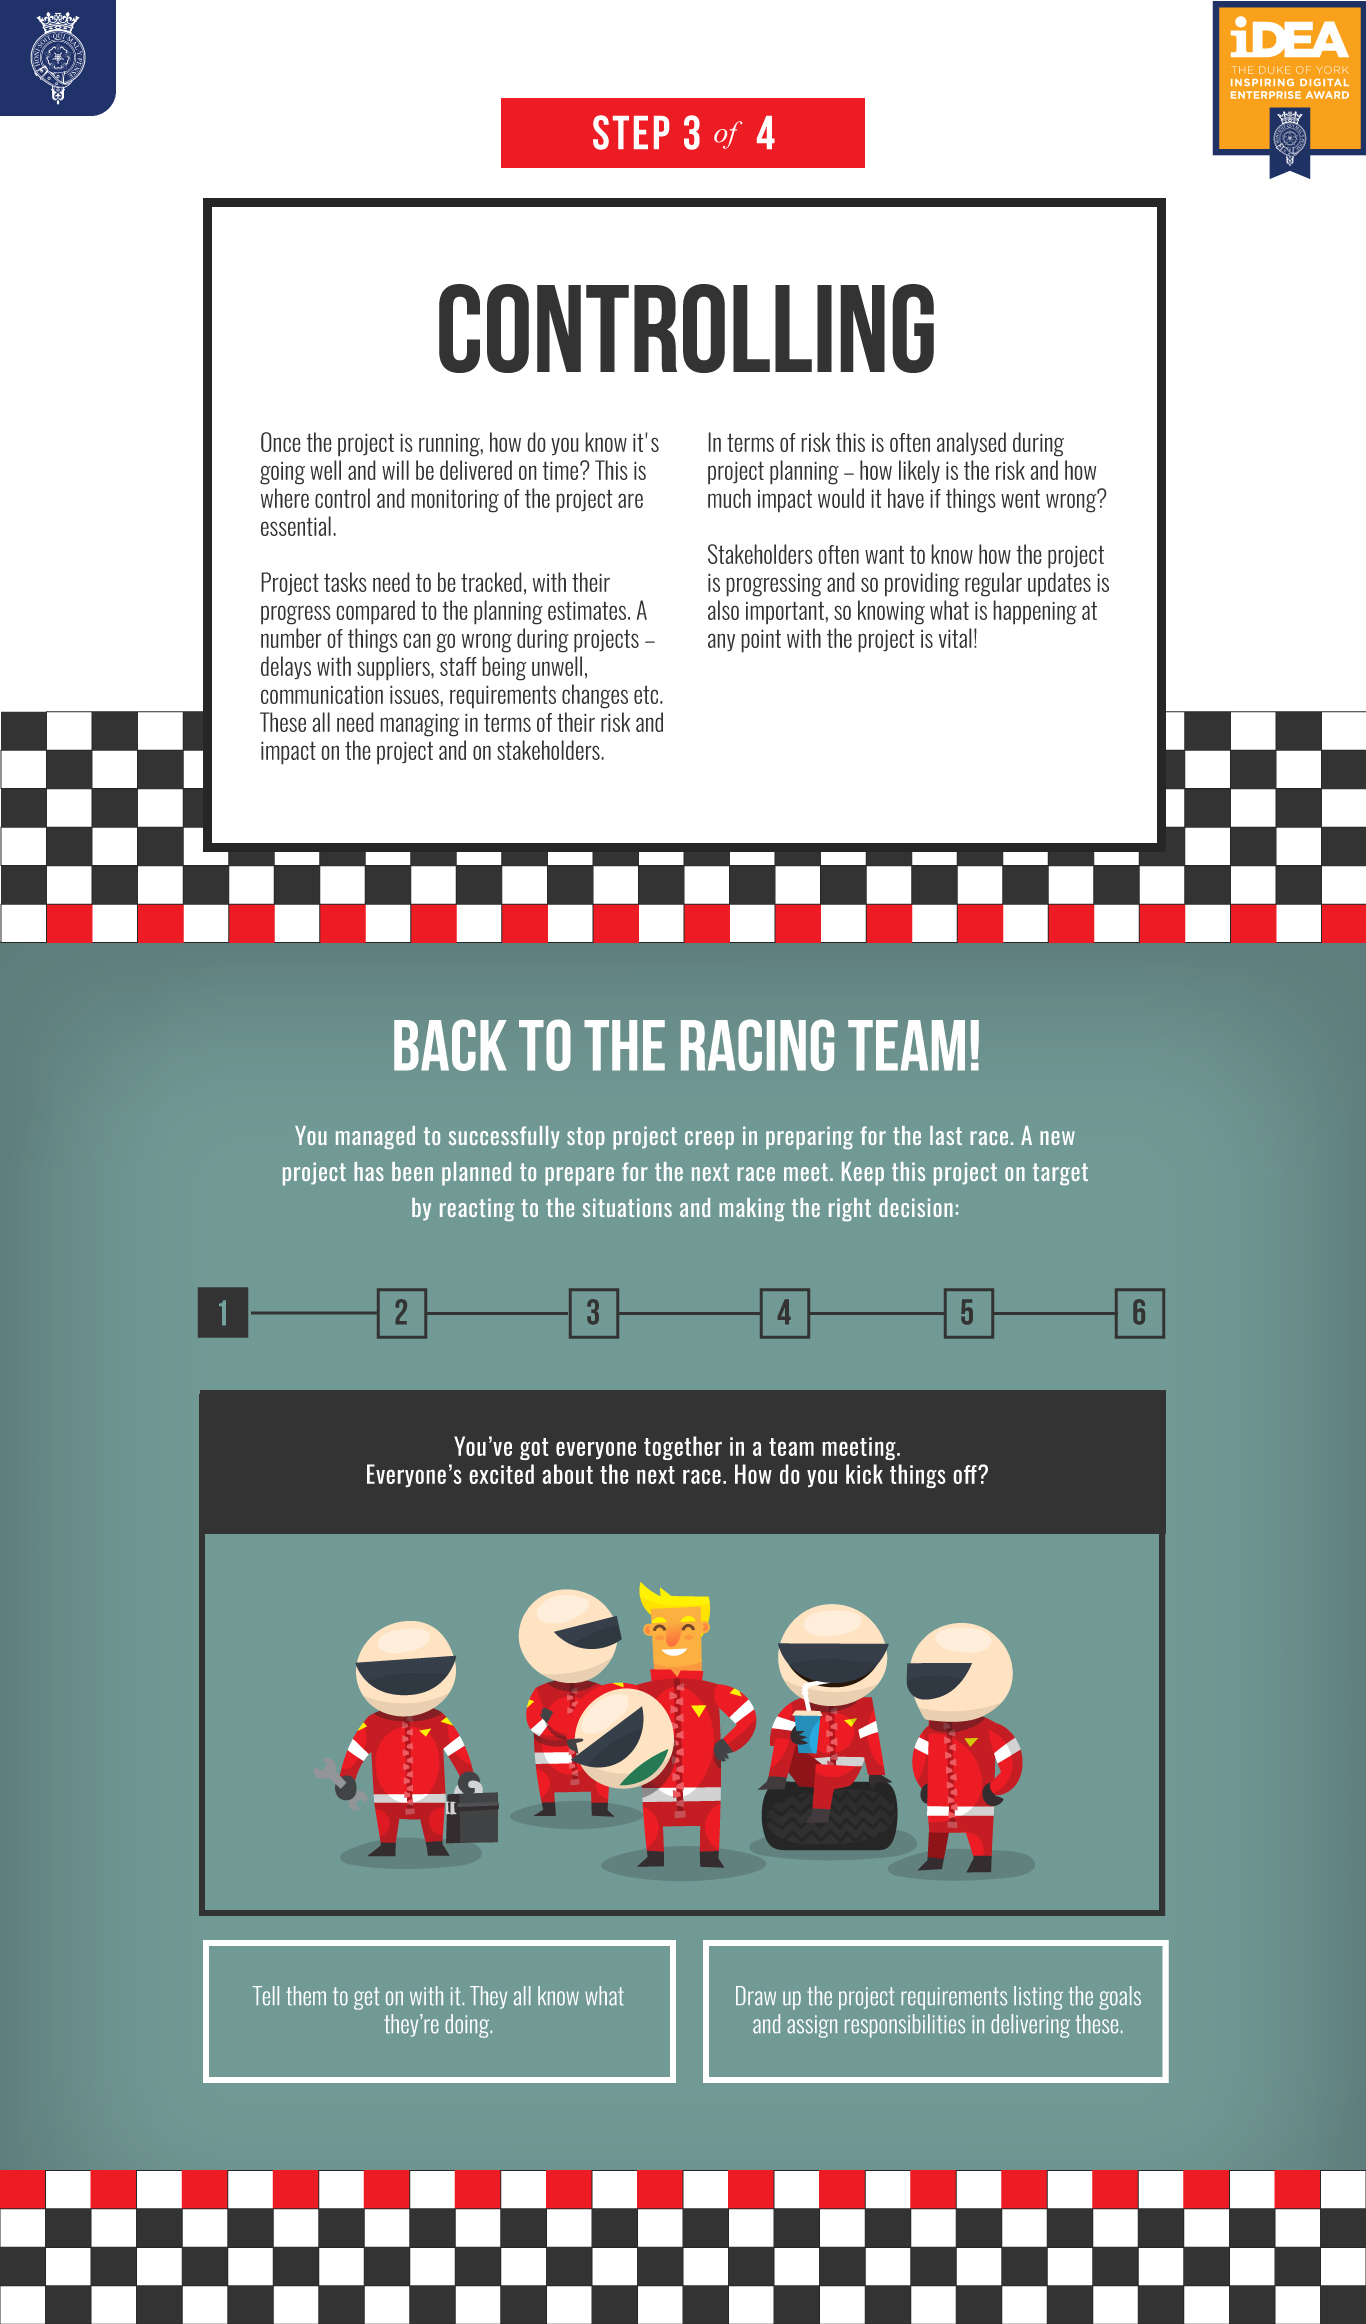 iDEA
THE DUKE OF YORK
INSPIRING DIGITAL
ENTERPRISE AWARD
STEP 3 of 4
CONTROLLING
Once the project is running, how do you know it's
going well and will be delivered on time? This is
where control and monitoring of the project are
essential.
Project tasks need to be tracked, with their
progress compared to the planning estimates. A
number of things can go wrong during projects –
delays with suppliers, staff being unwell,
communication issues, requirements changes etc.
These all need managing in terms of their risk and
impact on the project and on stakeholders.
In terms of risk this is often analysed during
project planning – how likely is the risk and how
much impact would it have if things went wrong?
Stakeholders often want to know how the project
is progressing and so providing regular updates is
also important, so knowing what is happening at
any point with the project is vital!
BACK TO THE RACING TEAM!
You managed to successfully stop project creep in preparing for the last race. A new
project has been planned to prepare for the next race meet. Keep this project on target
by reacting to the situations and making the right decision:
1 2 3 4 5 6
You've got everyone together in a team meeting.
Everyone's excited about the next race. How do you kick things off?
Tell them to get on with it. They all know what
they're doing.
Draw up the project requirements listing the goals
and assign responsibilities in delivering these.